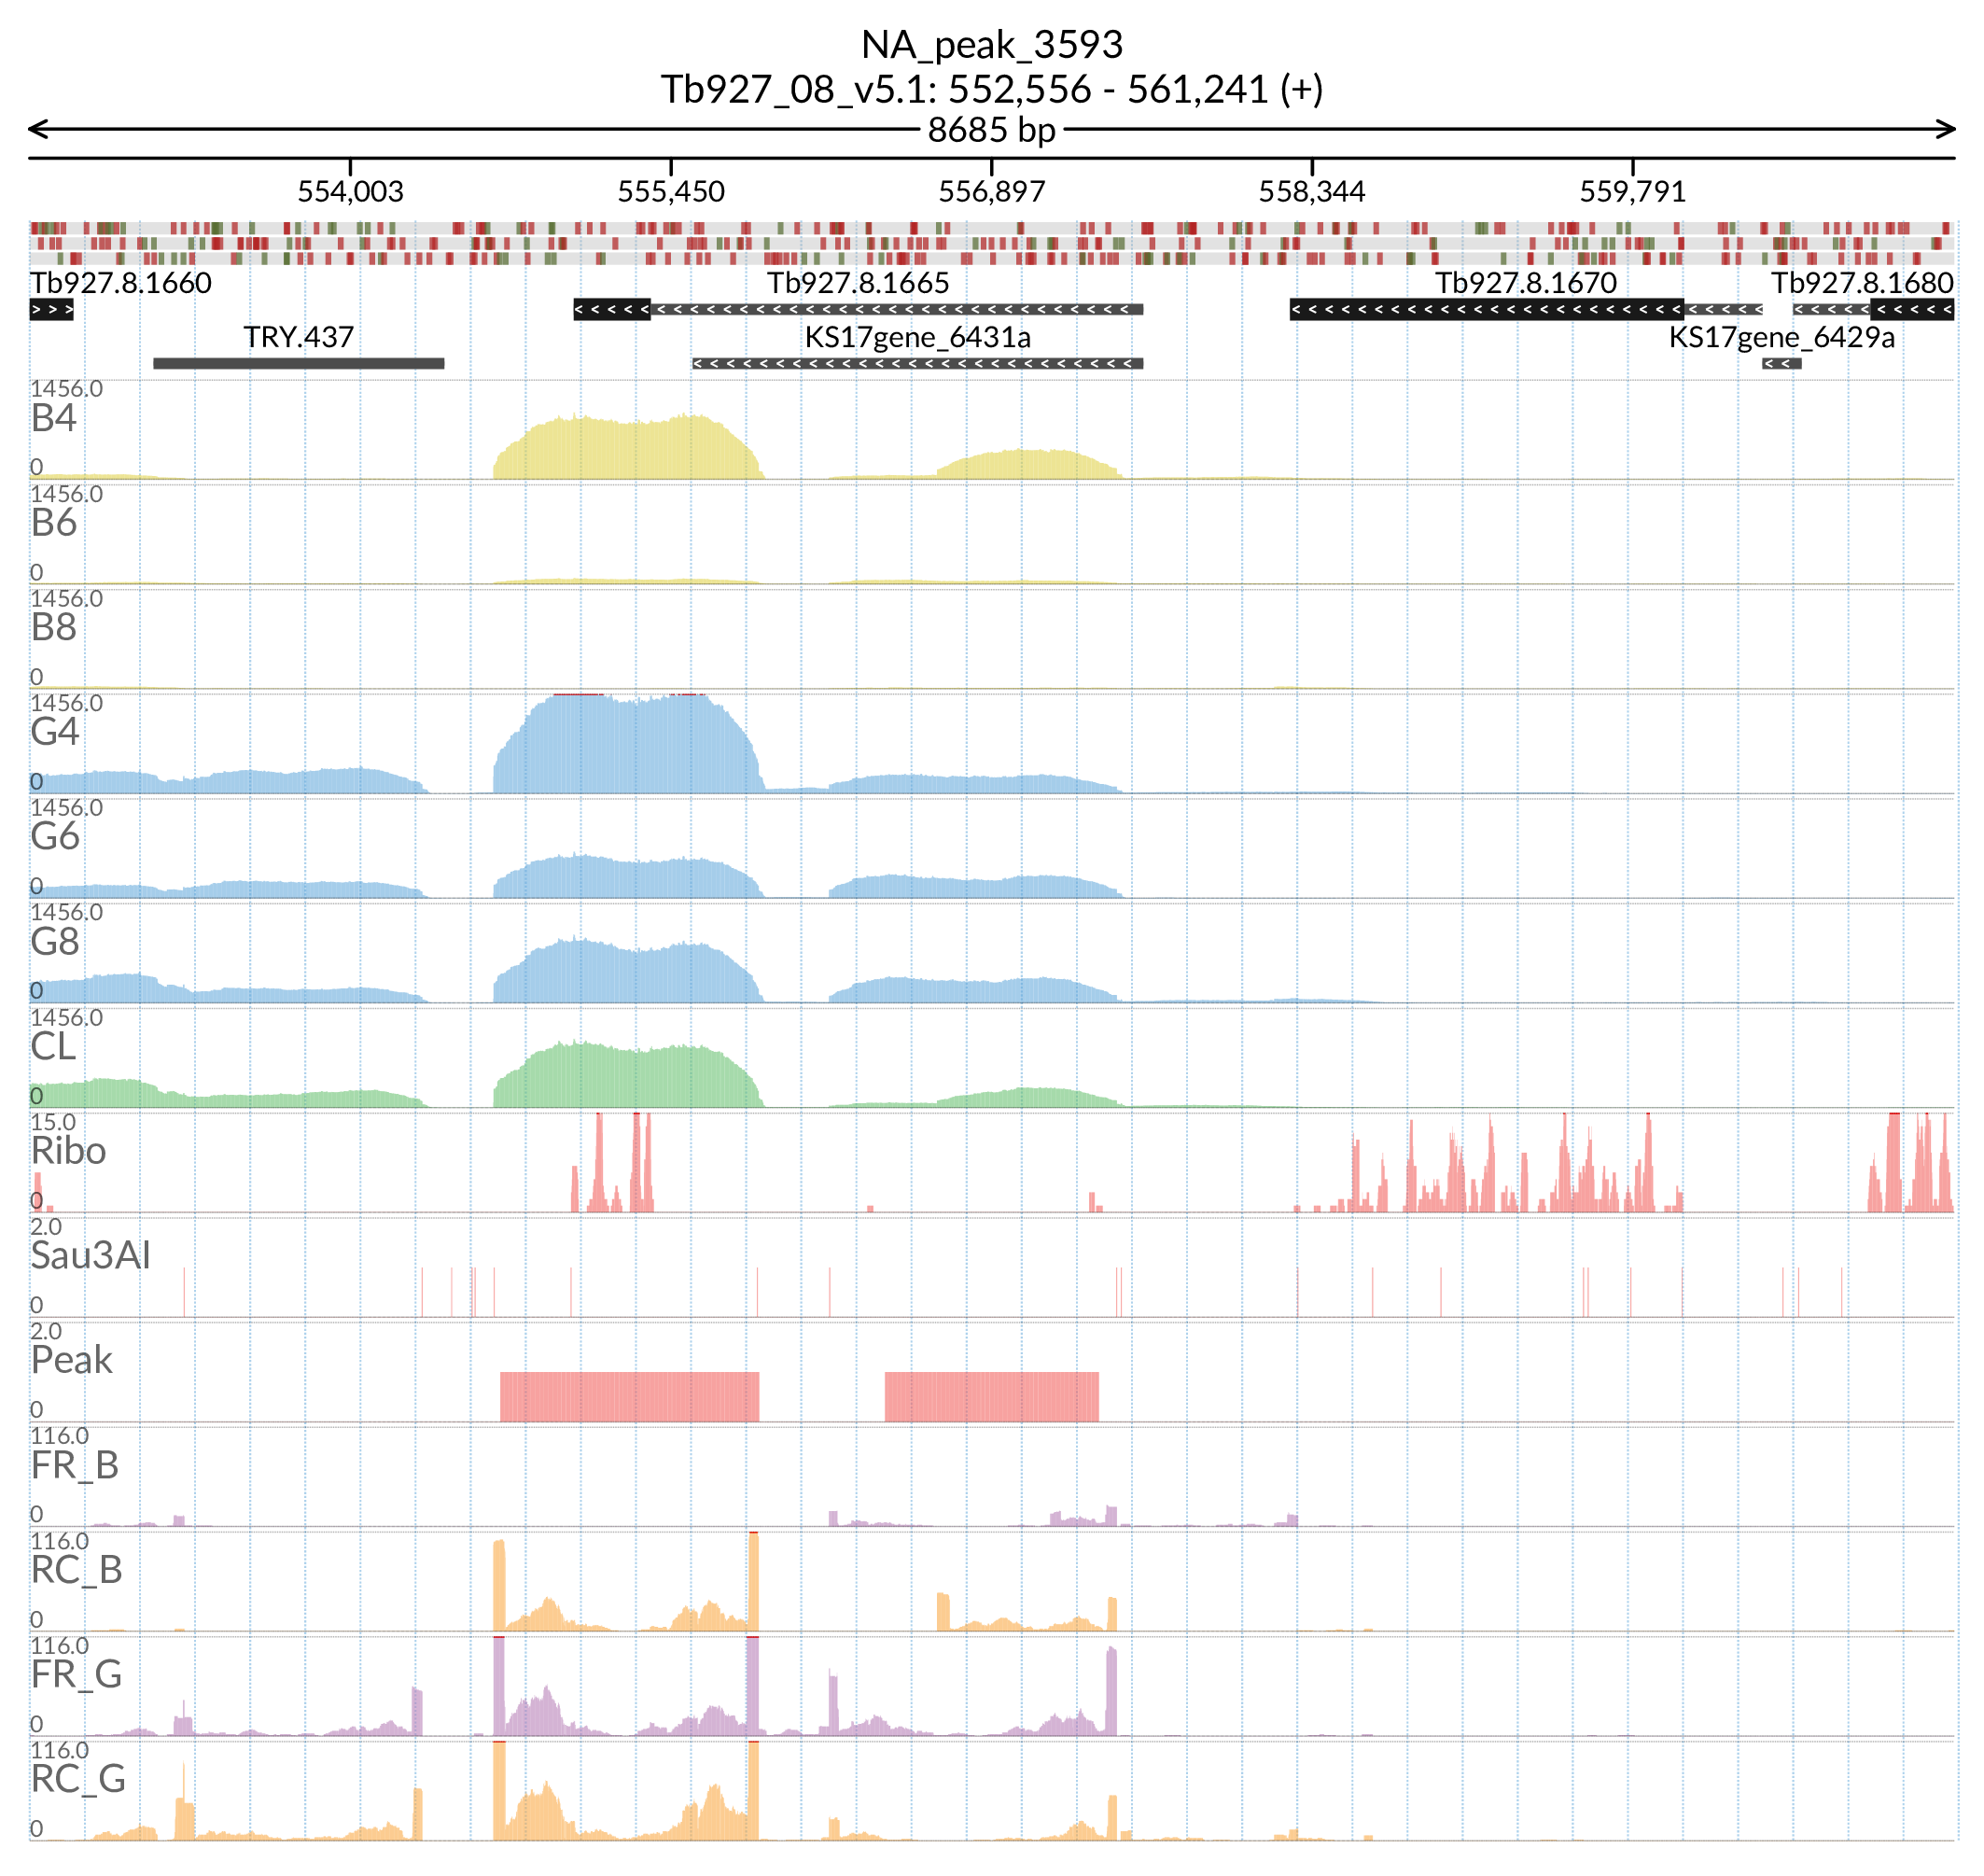 NA_peak_3593
Tb927_08_v5.1: 552,556 - 561,241 (+)
8685 bp
554,003 555,450 556,897 558,344 559,791
Tb927.8.1660 Tb927.8.1665 Tb927.8.1670 Tb927.8.1680
TRY.437 KS17gene_6431a KS17gene_6429a
1456.0
B4
0
1456.0
B6
0
1456.0
B8
0
1456.0
G4
0
1456.0
G6
0
1456.0
G8
0
1456.0
CL
0
15.0
Ribo
0
2.0
Sau3AI
0
2.0
Peak
0
116.0
FR_B
0
116.0
RC_B
0
116.0
FR_G
0
116.0
RC_G
0